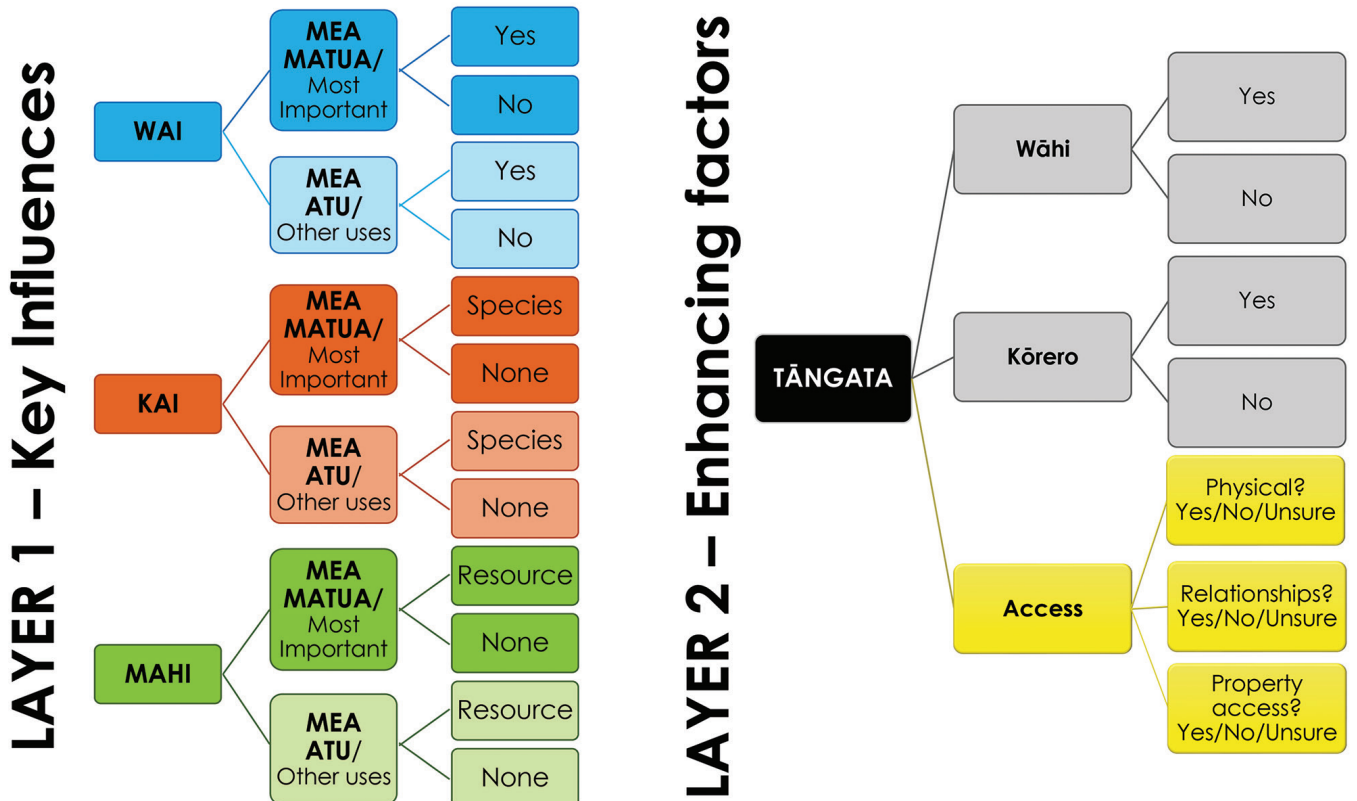 LAYER 1 – Key Influences
WAI
MEA
MATUA/
Most
Important
Yes
No
MEA
ATU/
Other uses
Yes
No
KAI
MEA
MATUA/
Most
Important
Species
None
MEA
ATU/
Other uses
Species
None
MAHI
MEA
MATUA/
Most
Important
Resource
None
MEA
ATU/
Other uses
Resource
None
LAYER 2 – Enhancing factors
TĀNGATA
Wāhi
Yes
No
Kōrero
Yes
No
Access
Physical?
Yes/No/Unsure
Relationships?
Yes/No/Unsure
Property
access?
Yes/No/Unsure